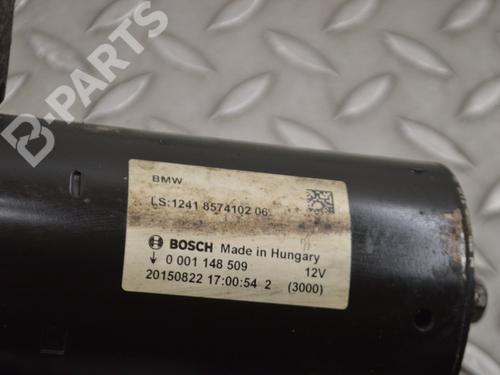 B-PARTS
BMW
LS:1241 8574102 06
BOSCH Made in Hungary
0 001 148 509 12V
20150822 17:00:54 2 (3000)